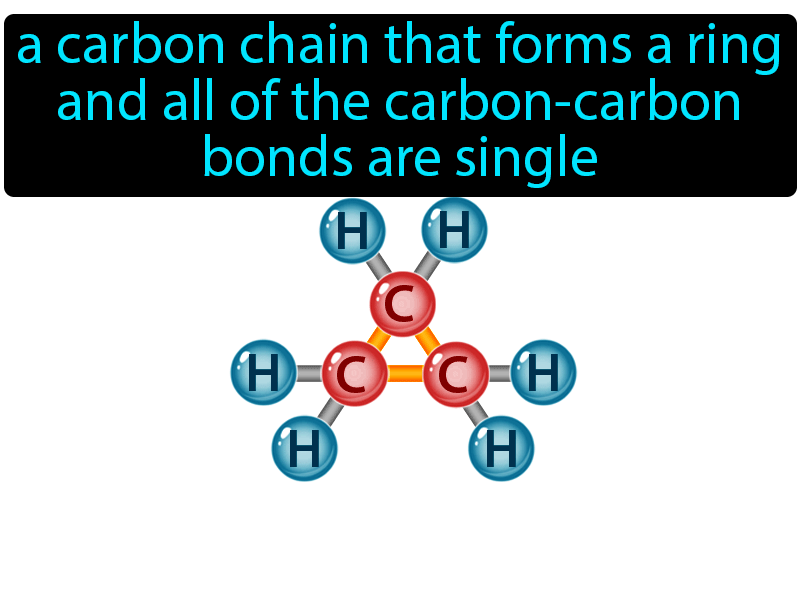 a carbon chain that forms a ring
and all of the carbon-carbon
bonds are single
H H
C
H C C H
H H